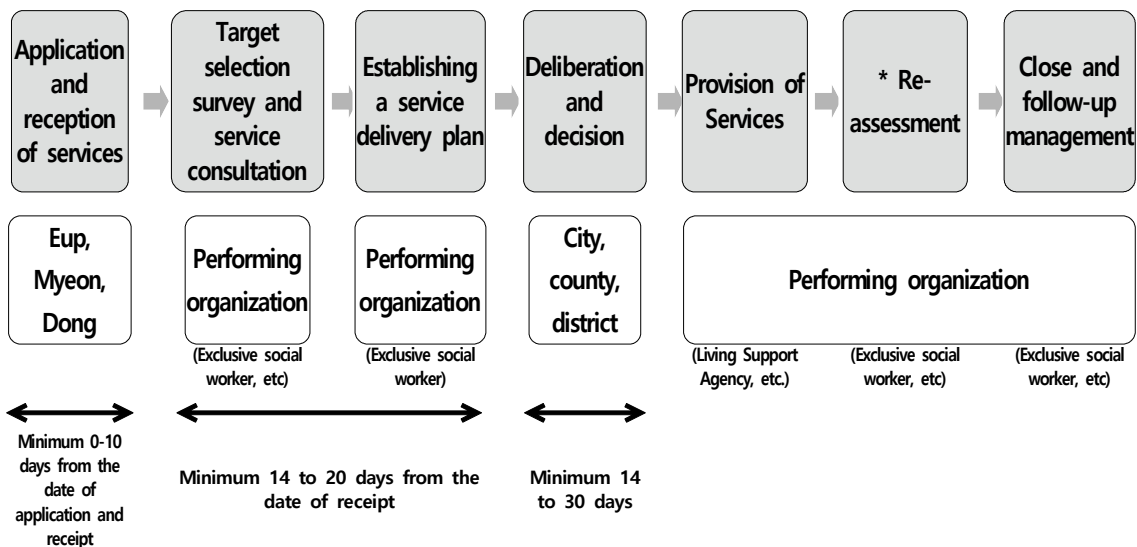 Application
and
reception
of services
Target
selection
survey and
service
consultation
Establishing
a service
delivery plan
Deliberation
and
decision
Provision of
Services
* Re-
assessment
Close and
follow-up
management
Eup,
Myeon,
Dong
Performing
organization
Performing
organization
City,
county,
district
Performing organization
(Exclusive social
worker, etc)
(Exclusive social
worker)
(Living Support
Agency, etc.)
(Exclusive social
worker, etc)
(Exclusive social
worker, etc)
Minimum 0-10
days from the
date of
application and
receipt
Minimum 14 to 20 days from the
date of receipt
Minimum 14
to 30 days